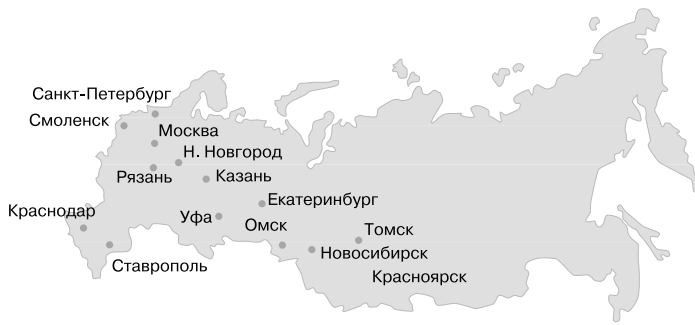 Санкт-Петербург
Смоленск
Москва
Н. Новгород
Рязань
Казань
Екатеринбург
Краснодар
Уфа
Омск
Томск
Новосибирск
Ставрополь
Красноярск